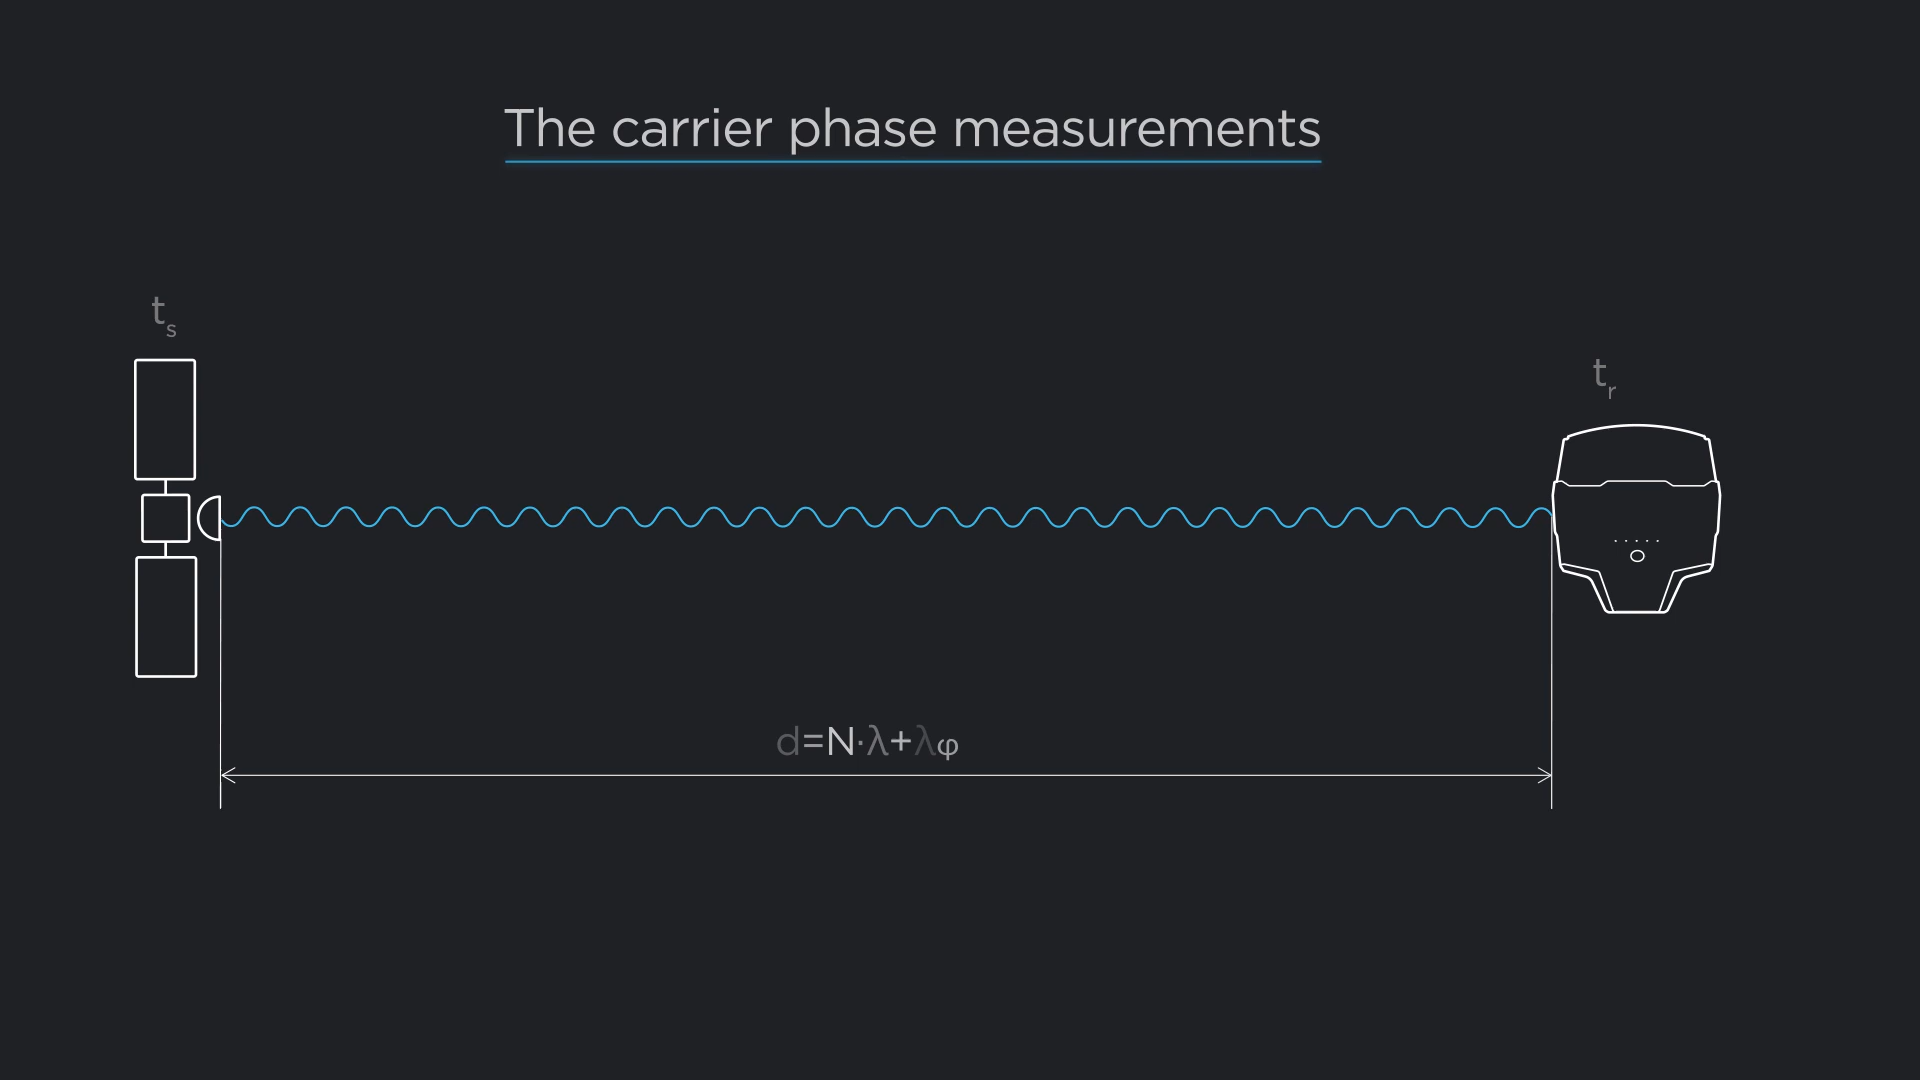 The carrier phase measurements
tₛ
tᵣ
d=N·λ+λφ